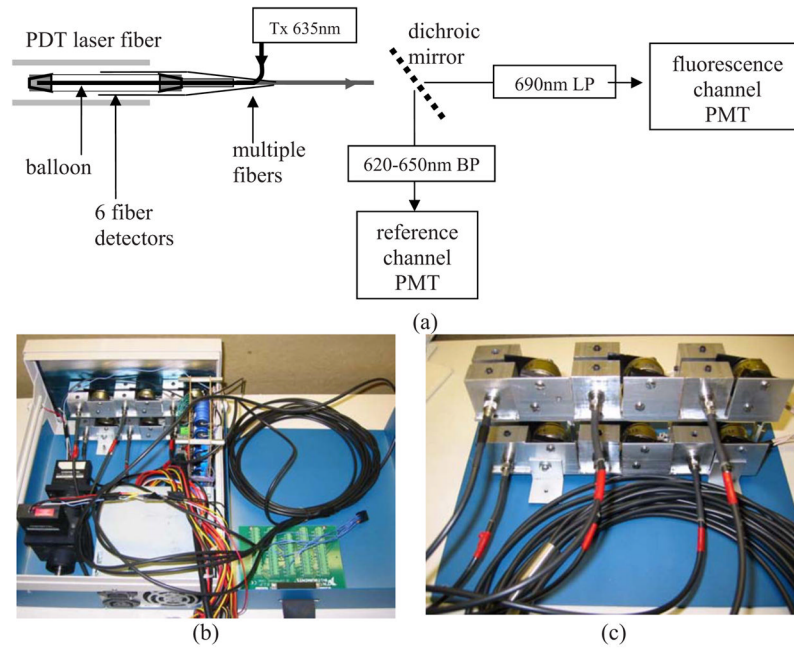 Tx 635nm
PDT laser fiber
dichroic
mirror
690nm LP
fluorescence
channel
PMT
balloon
multiple
fibers
6 fiber
detectors
620-650nm BP
reference
channel
PMT
(a)
(b)
(c)